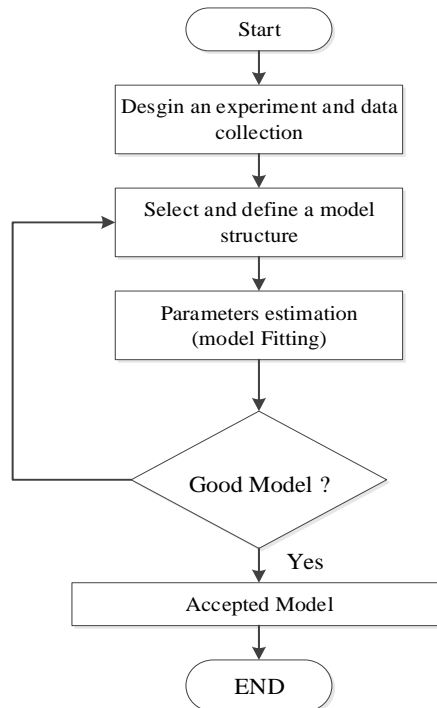 Start
Desgin an experiment and data
collection
Select and define a model
structure
Parameters estimation
(model Fitting)
Good Model ?
Yes
Accepted Model
END